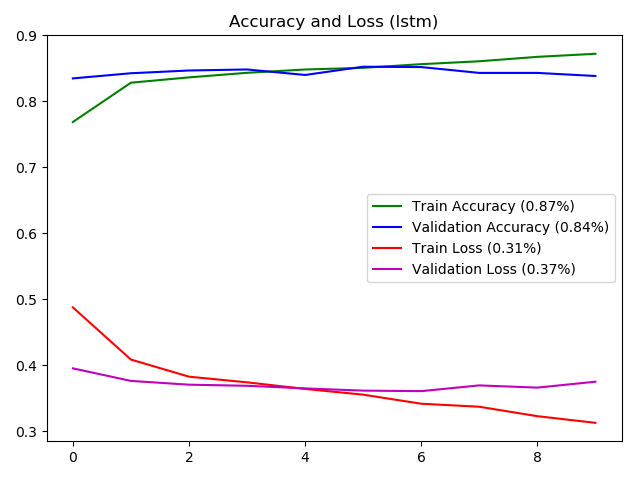 Accuracy and Loss (lstm)
0.9
0.8
0.7
0.6
0.5
0.4
0.3
Train Accuracy (0.87%)
Validation Accuracy (0.84%)
Train Loss (0.31%)
Validation Loss (0.37%)
0 2 4 6 8